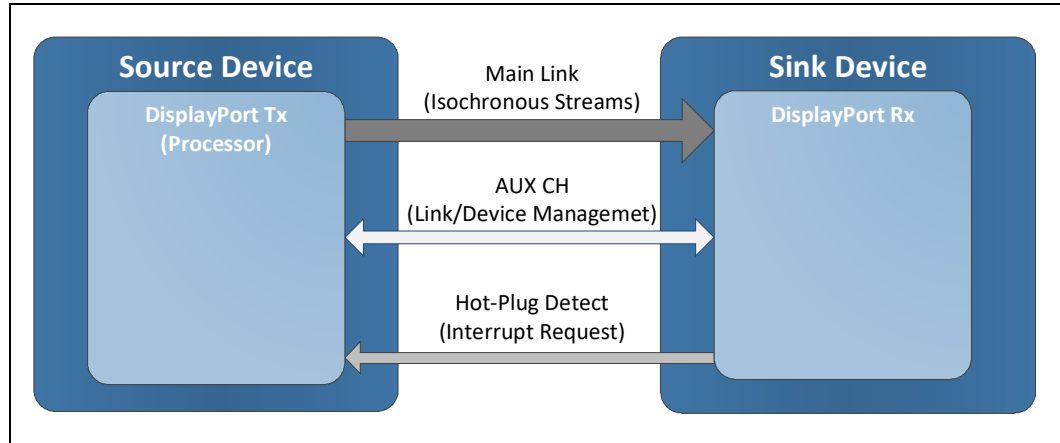 Source Device
DisplayPort Tx
(Processor)
Main Link
(Isochronous Streams)
AUX CH
(Link/Device Managemet)
Hot-Plug Detect
(Interrupt Request)
Sink Device
DisplayPort Rx